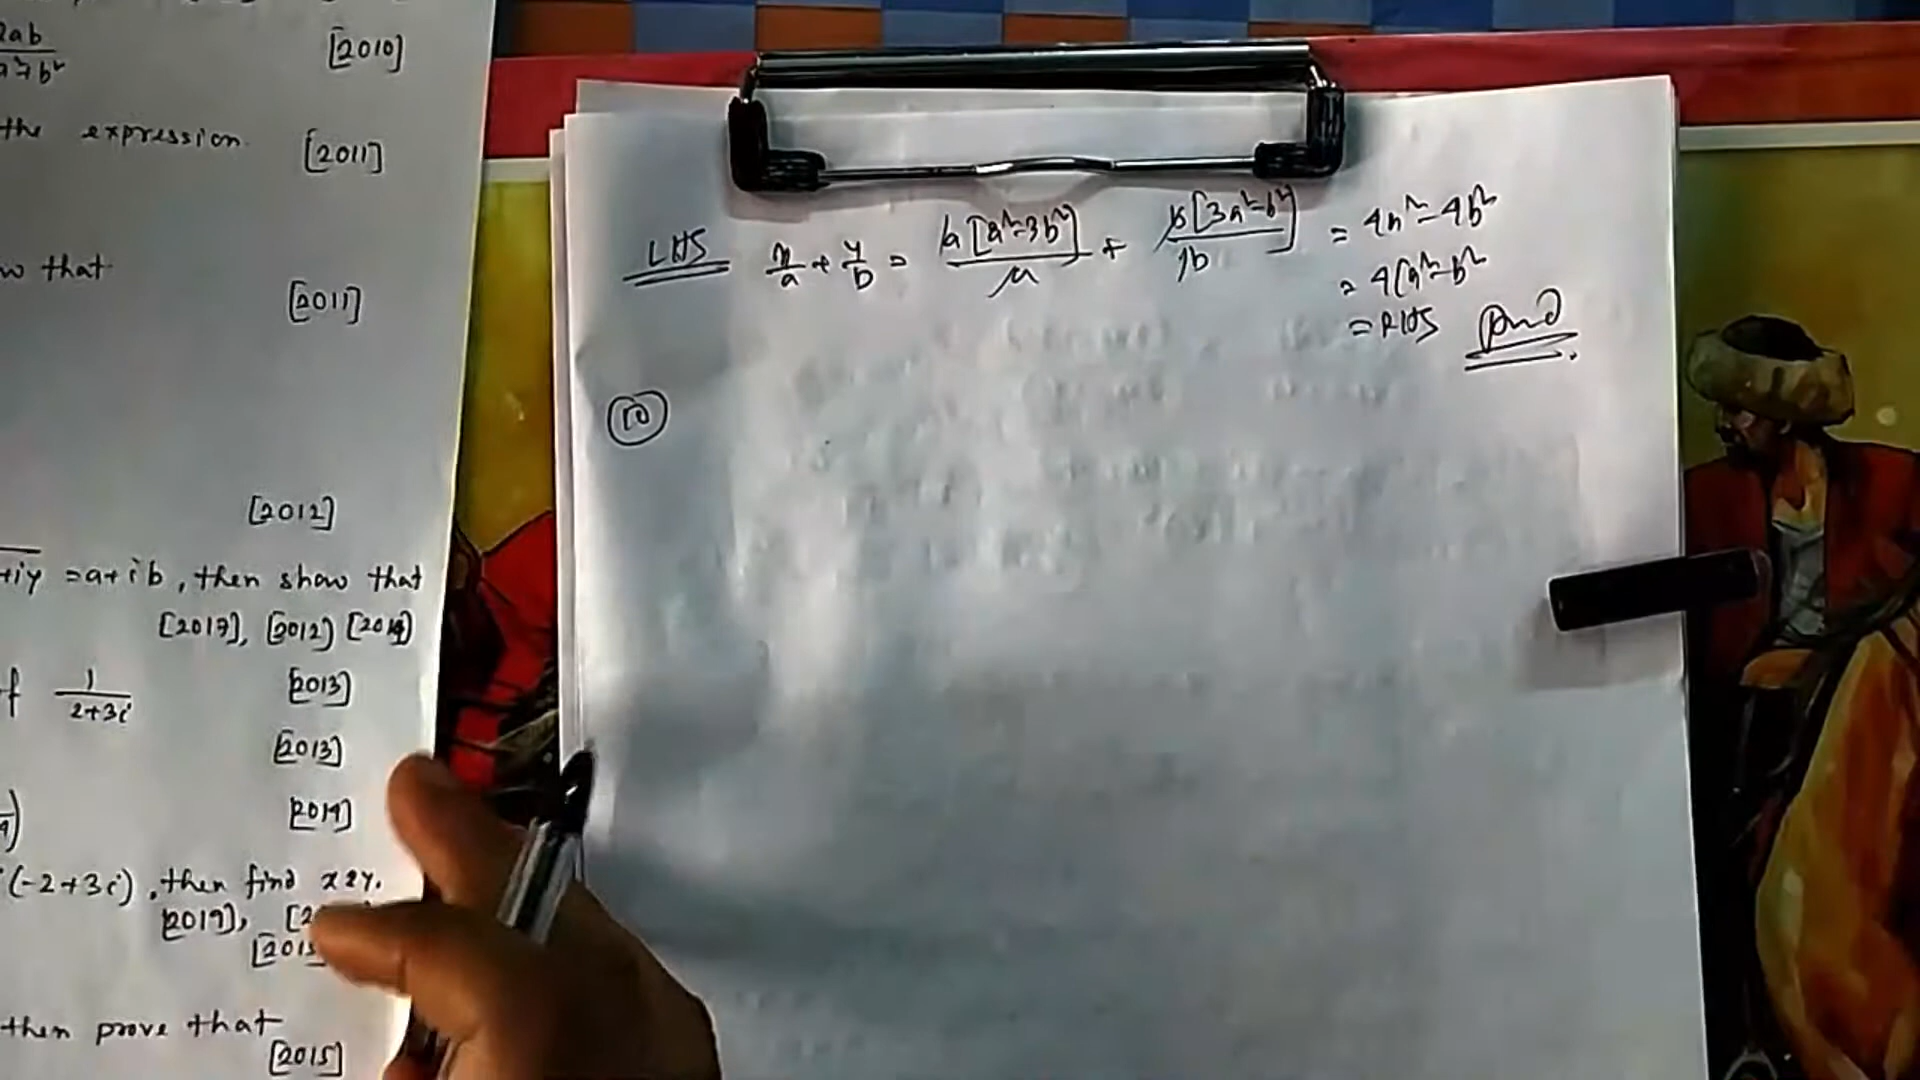 2ab
a²+b² [2010]
the expression [2011]
w that
[2011]
[2012]
+iy = a+ib, then show that
[2017], [2012] [2014]
f 1
2+3i [2013]
[2013]
[2014]
(-2+3i), then find x & y.
[2017],
then prove that
[2015]
LHS x/a + y/b = a[a²-3b²]/a + b[3a²-b²]/b = 4a²-4b²
= 4(a²-b²
= RHS
10